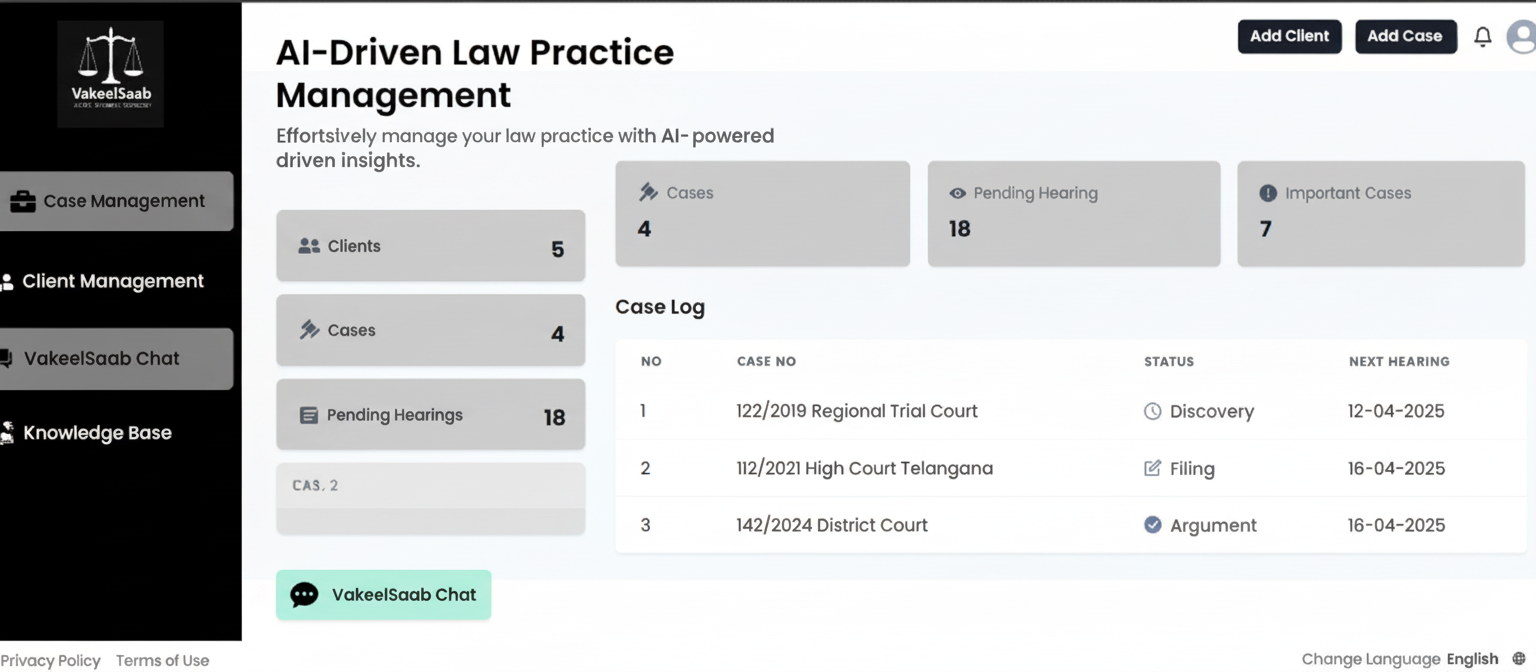 VakeelSaab
Case Management
Client Management
VakeelSaab Chat
Knowledge Base
AI-Driven Law Practice
Management
Effortsively manage your law practice with AI-powered
driven insights.
Add Client
Add Case
Clients 5
Cases 4
Pending Hearings 18
CAS. 2
VakeelSaab Chat
Cases
4
Pending Hearing
18
Important Cases
7
Case Log
NO CASE NO STATUS NEXT HEARING
1 122/2019 Regional Trial Court Discovery 12-04-2025
2 112/2021 High Court Telangana Filing 16-04-2025
3 142/2024 District Court Argument 16-04-2025
Privacy Policy Terms of Use
Change Language English